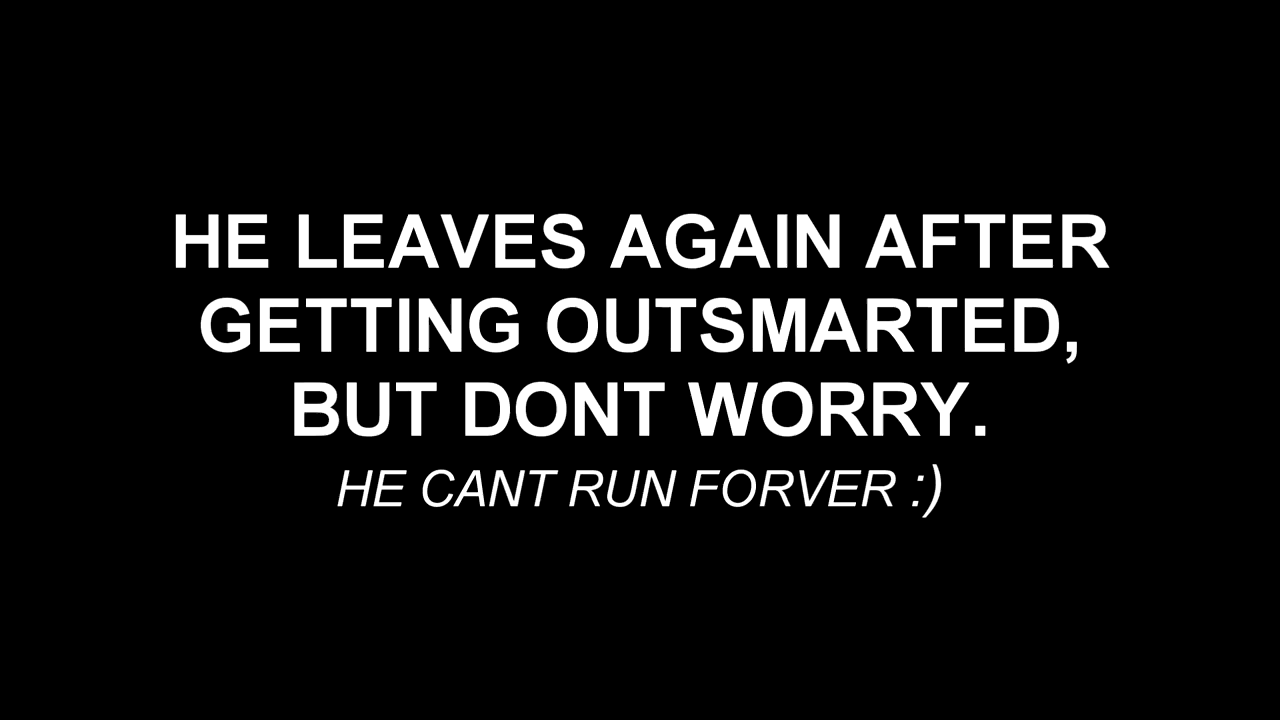 HE LEAVES AGAIN AFTER
GETTING OUTSMARTED,
BUT DONT WORRY.
HE CANT RUN FORVER :)